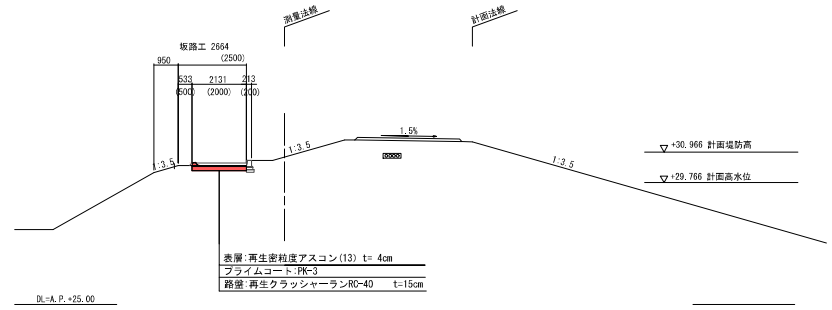 測量法線
計画法線
坂路工 2664
(2500)
950
533
2131
213
(500)
(2000)
(200)
1:3.5
1:3.5
1.5%
1:3.5
+30.966 計画堤防高
+29.766 計画高水位
表層:再生密粒度アスコン(13) t= 4cm
プライムコート:PK-3
路盤:再生クラッシャーランRC-40 t=15cm
DL=A.P.+25.00